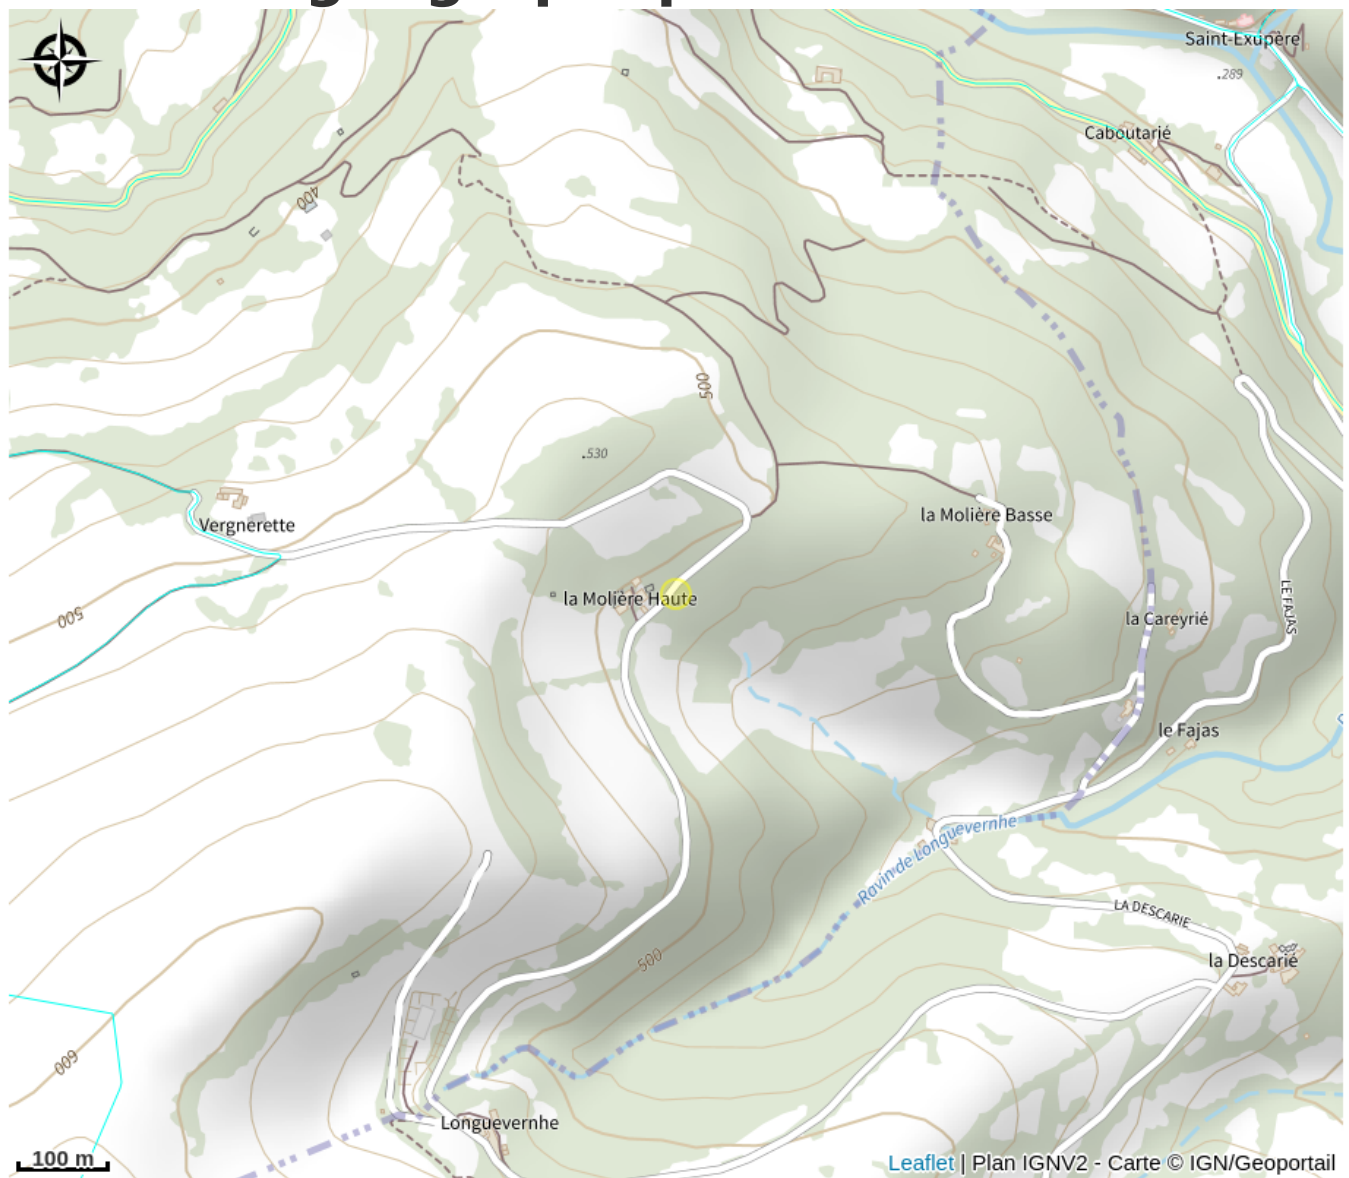 Saint-Exupère
.289
Caboutarié
400
500
.530
la Molière Basse
Vergnerette
la Molière Haute
LE FAJAS
500
la Careyrié
le Fajas
Ravin de Longuevernhe
LA DESCARIE
500
la Descarié
600
Longuevernhe
100 m
Leaflet | Plan IGNV2 - Carte © IGN/Geoportail